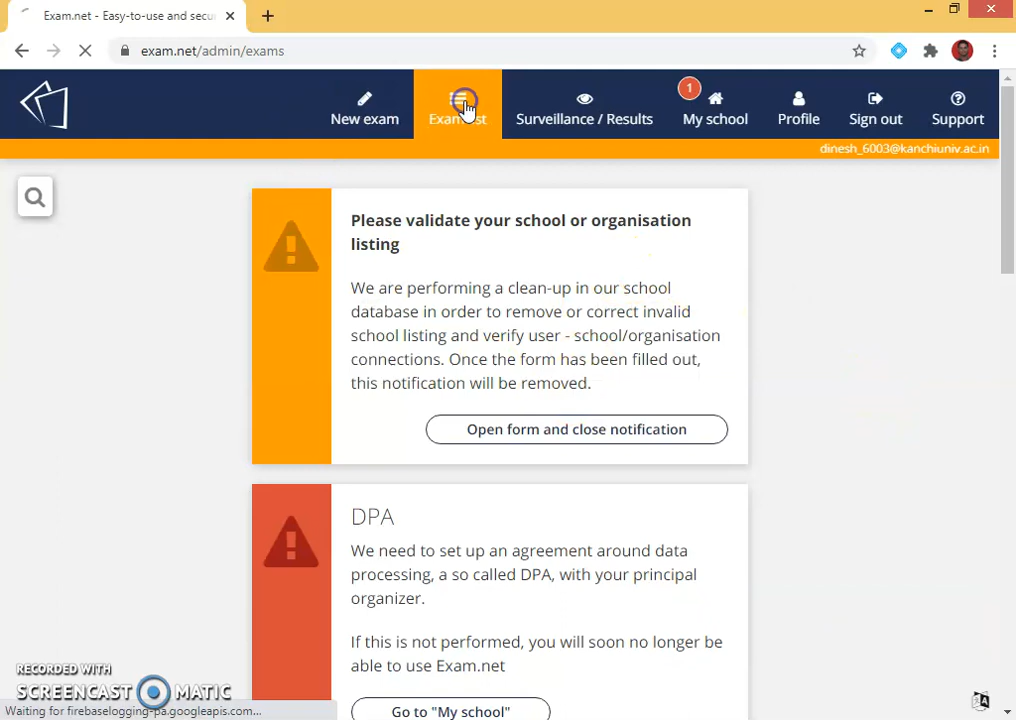 Exam.net - Easy-to-use and secu
exam.net/admin/exams
New exam
Exam list
Surveillance / Results
1
My school
Profile
Sign out
Support
dinesh_6003@kanchiuniv.ac.in
Please validate your school or organisation
listing
We are performing a clean-up in our school
database in order to remove or correct invalid
school listing and verify user - school/organisation
connections. Once the form has been filled out,
this notification will be removed.
Open form and close notification
DPA
We need to set up an agreement around data
processing, a so called DPA, with your principal
organizer.
If this is not performed, you will soon no longer be
able to use Exam.net
Go to "My school"
RECORDED WITH
SCREENCAST MATIC
Waiting for firebaselogging-pa.googleapis.com...